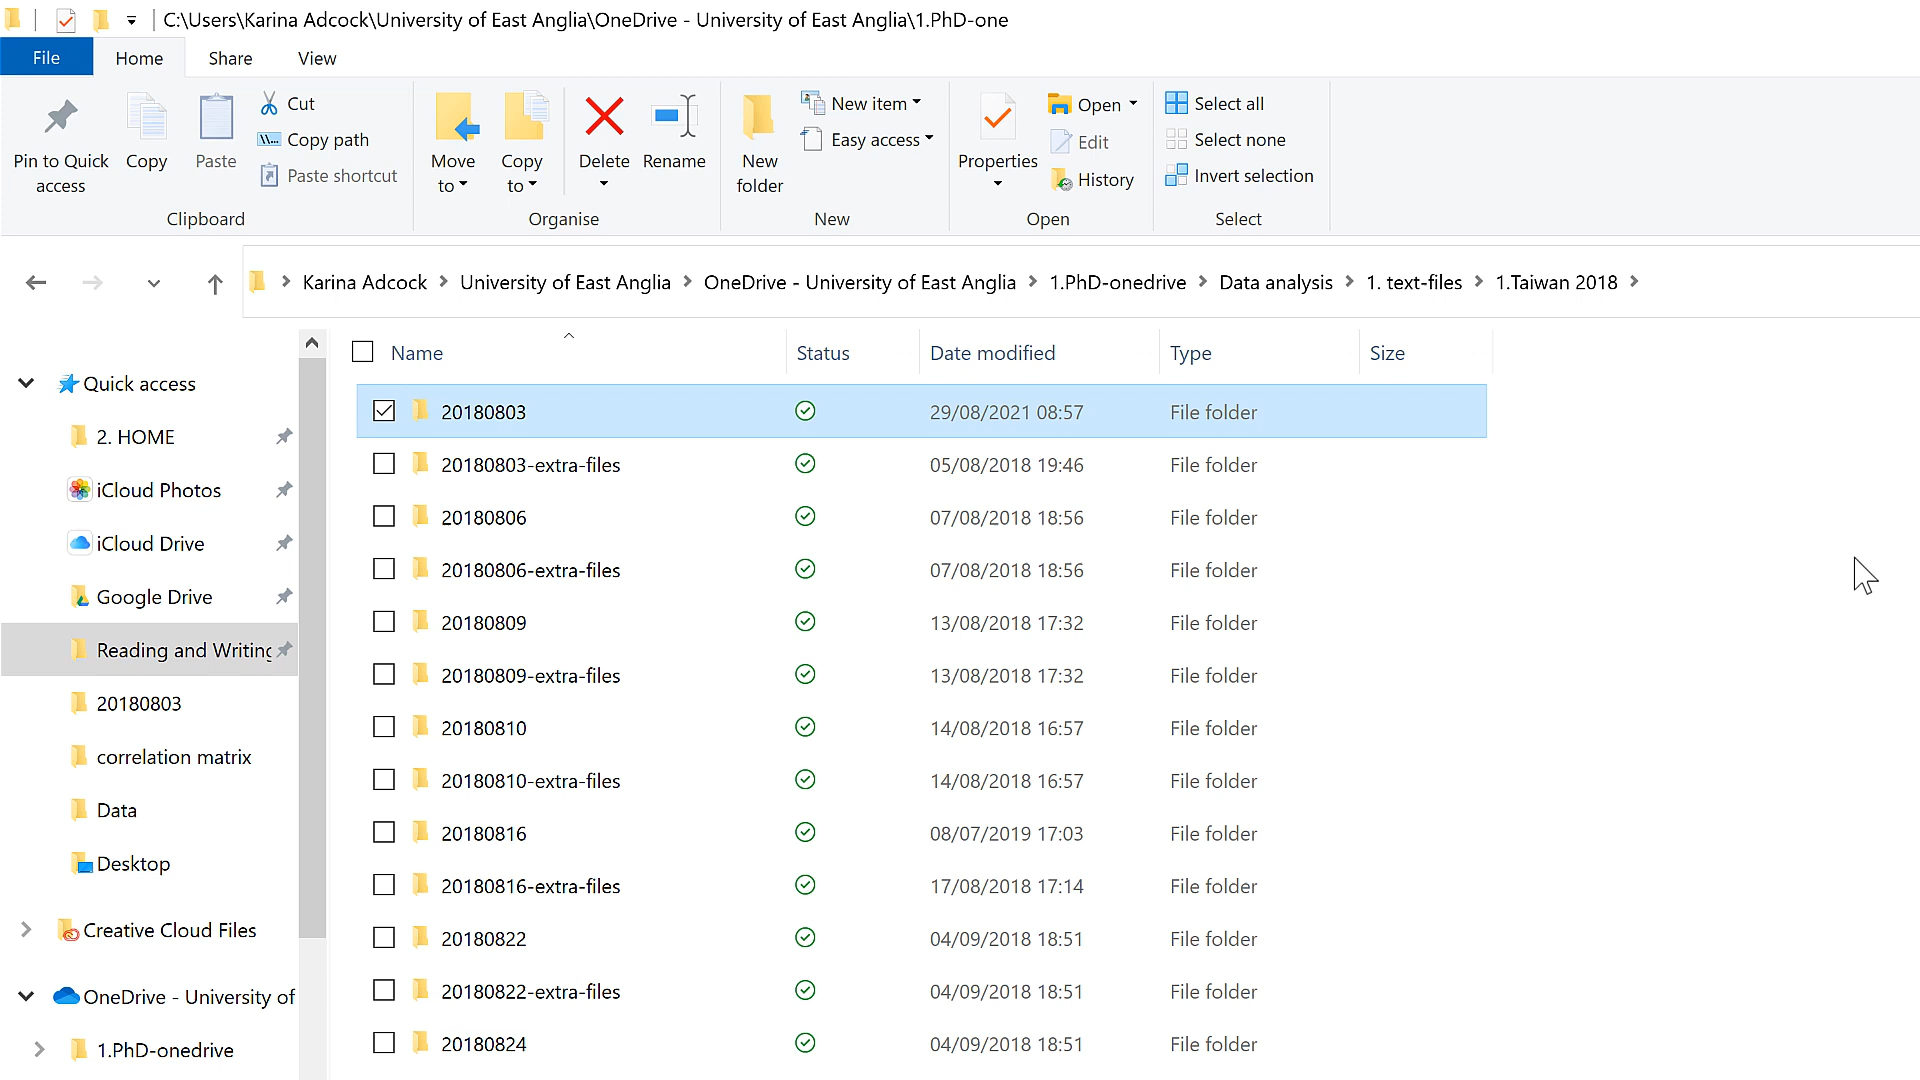 C:\Users\Karina Adcock\University of East Anglia\OneDrive - University of East Anglia\1.PhD-one
File
Home
Share
View
Pin to Quick access
Copy
Paste
Cut
Copy path
Paste shortcut
Clipboard
Move to
Copy to
Delete
Rename
Organise
New folder
New item
Easy access
New
Properties
Open
Edit
History
Open
Select all
Select none
Invert selection
Select
Karina Adcock
University of East Anglia
OneDrive - University of East Anglia
1.PhD-onedrive
Data analysis
1. text-files
1.Taiwan 2018
Quick access
2. HOME
iCloud Photos
iCloud Drive
Google Drive
Reading and Writing
20180803
correlation matrix
Data
Desktop
Creative Cloud Files
OneDrive - University of
1.PhD-onedrive
Name Status Date modified Type Size
20180803 29/08/2021 08:57 File folder
20180803-extra-files 05/08/2018 19:46 File folder
20180806 07/08/2018 18:56 File folder
20180806-extra-files 07/08/2018 18:56 File folder
20180809 13/08/2018 17:32 File folder
20180809-extra-files 13/08/2018 17:32 File folder
20180810 14/08/2018 16:57 File folder
20180810-extra-files 14/08/2018 16:57 File folder
20180816 08/07/2019 17:03 File folder
20180816-extra-files 17/08/2018 17:14 File folder
20180822 04/09/2018 18:51 File folder
20180822-extra-files 04/09/2018 18:51 File folder
20180824 04/09/2018 18:51 File folder